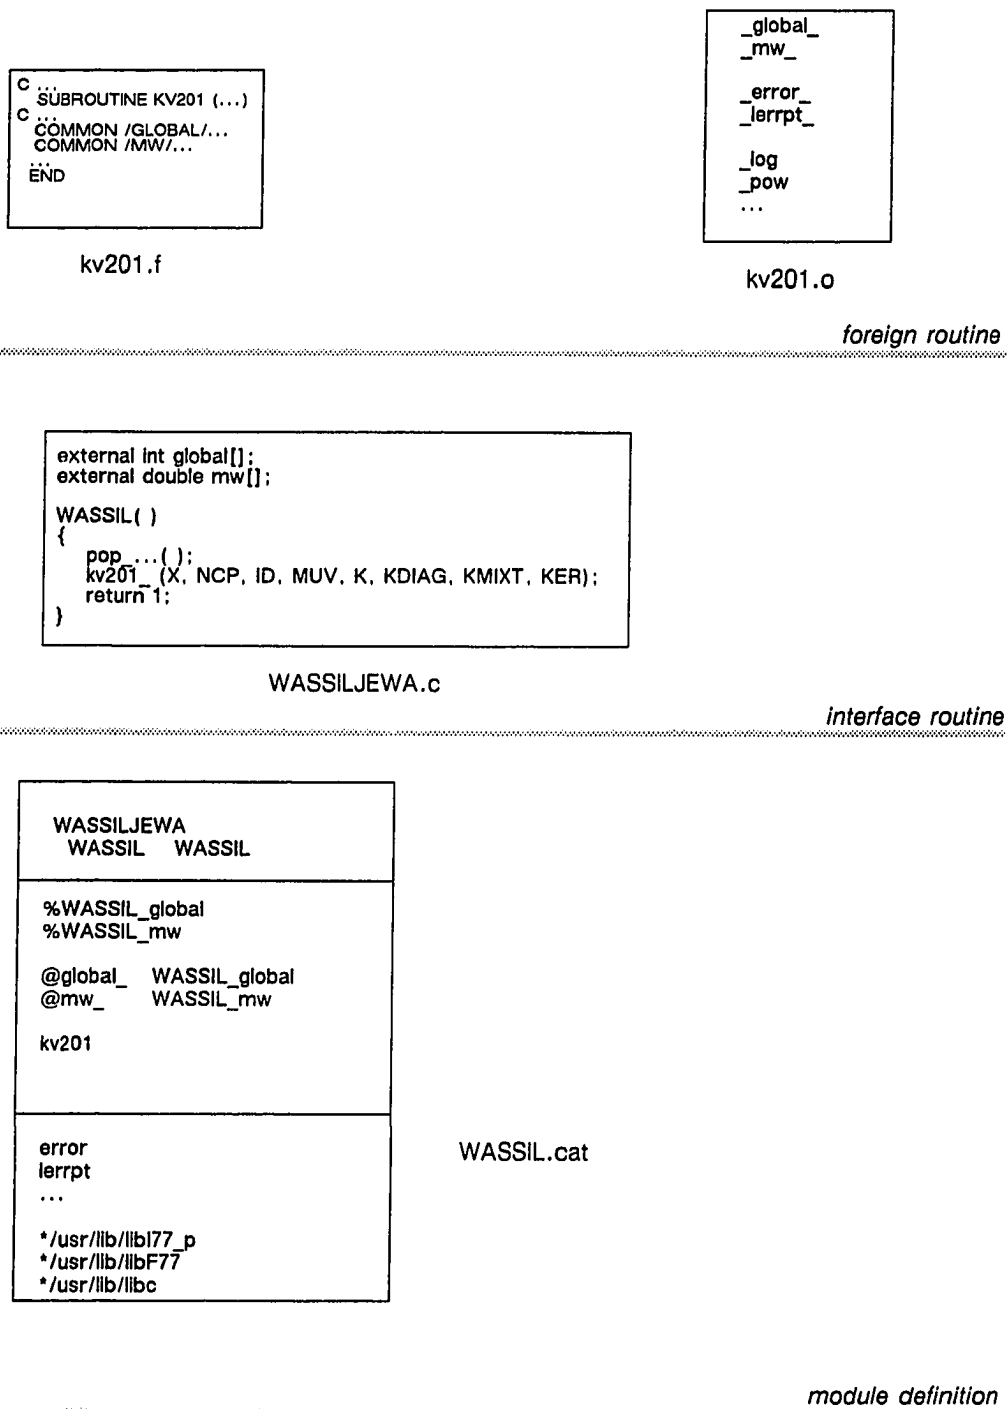 C ...
SUBROUTINE KV201 (...)
C ...
COMMON /GLOBAL/...
COMMON /MW/...
...
END
kv201.f
_global_
_mw_
_error_
_lerrpt_
_log
_pow
...
kv201.o
foreign routine
external int global[];
external double mw[];
WASSIL( )
{
pop_...( );
kv201_ (X, NCP, ID, MUV, K, KDIAG, KMIXT, KER);
return 1;
}
WASSILJEWA.c
interface routine
WASSILJEWA
WASSIL WASSIL
%WASSIL_global
%WASSIL_mw
@global_ WASSIL_global
@mw_ WASSIL_mw
kv201
error
lerrpt
...
*/usr/lib/libI77_p
*/usr/lib/libF77
*/usr/lib/libc
WASSIL.cat
module definition